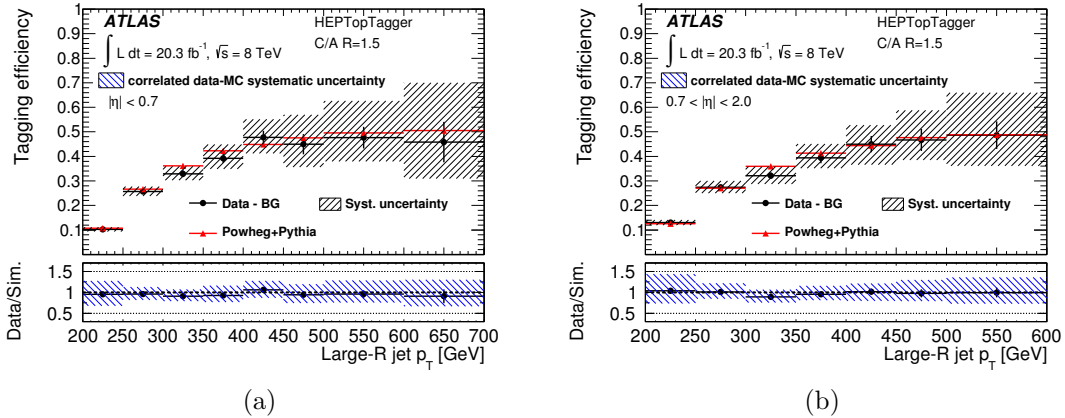 ATLAS
HEPTopTagger
∫ L dt = 20.3 fb⁻¹, √s = 8 TeV
C/A R=1.5
correlated data-MC systematic uncertainty
|η| < 0.7
Tagging efficiency
1
0.9
0.8
0.7
0.6
0.5
0.4
0.3
0.2
0.1
Data - BG
Syst. uncertainty
Powheg+Pythia
Data/Sim.
1.5
1
0.5
200 250 300 350 400 450 500 550 600 650 700
Large-R jet p_T [GeV]
(a)
ATLAS
HEPTopTagger
∫ L dt = 20.3 fb⁻¹, √s = 8 TeV
C/A R=1.5
correlated data-MC systematic uncertainty
0.7 < |η| < 2.0
Tagging efficiency
1
0.9
0.8
0.7
0.6
0.5
0.4
0.3
0.2
0.1
Data - BG
Syst. uncertainty
Powheg+Pythia
Data/Sim.
1.5
1
0.5
200 250 300 350 400 450 500 550 600
Large-R jet p_T [GeV]
(b)